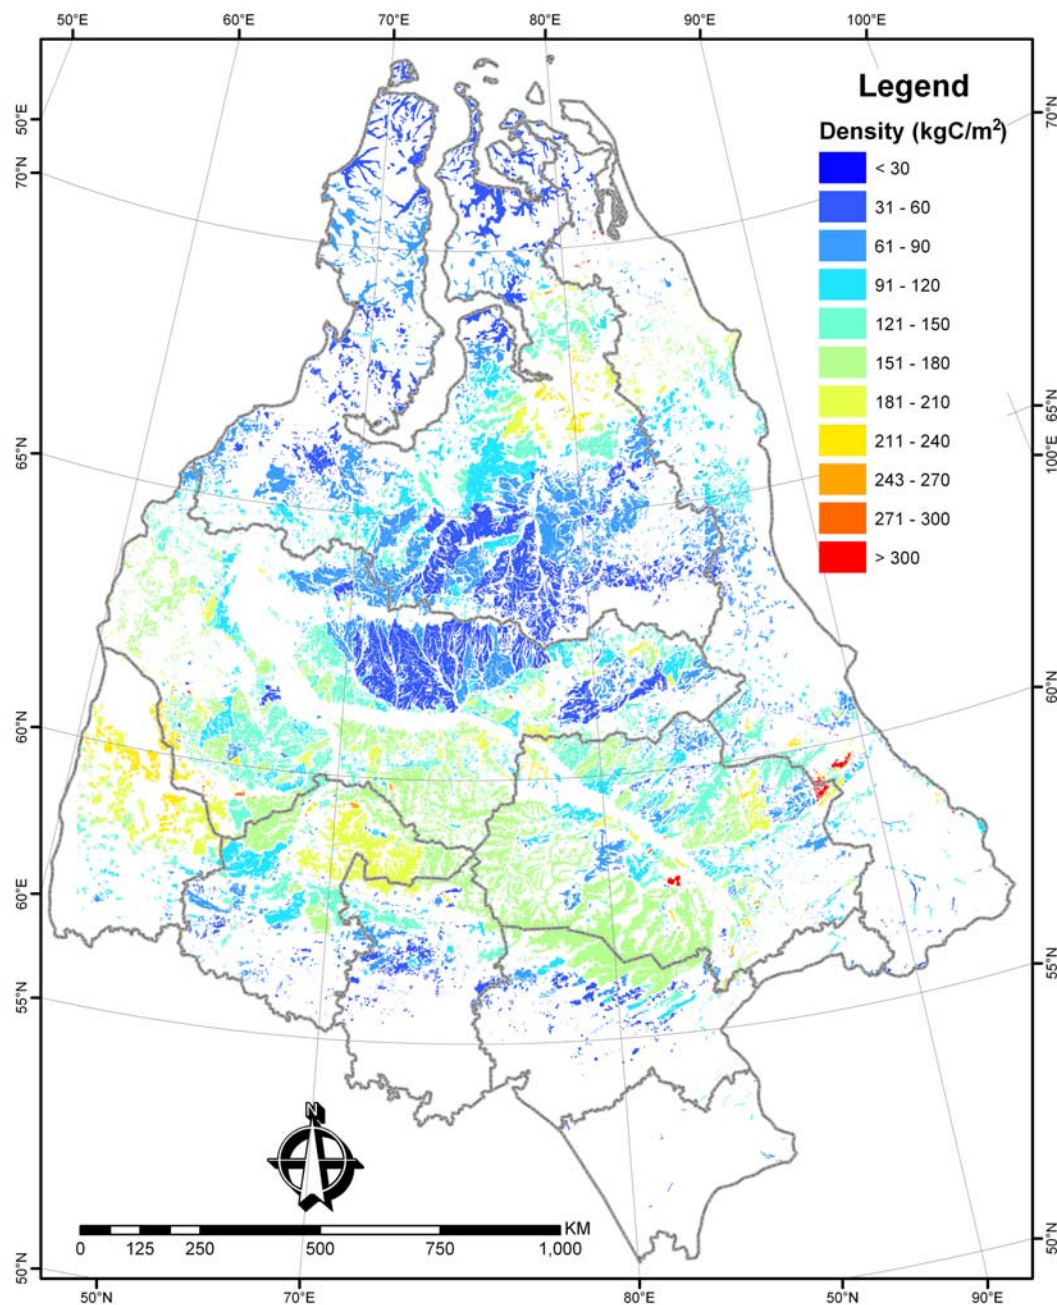 50°E 60°E 70°E 80°E 90°E 100°E
Legend
Density (kgC/m²)
< 30
31 - 60
61 - 90
91 - 120
121 - 150
151 - 180
181 - 210
211 - 240
243 - 270
271 - 300
> 300
50°E
70°N
65°N
60°N
60°E
55°N
50°N
70°N
65°N
100°E
60°N
55°N
50°N
N
KM
0 125 250 500 750 1,000
50°N 70°E 80°E 50°N 90°E